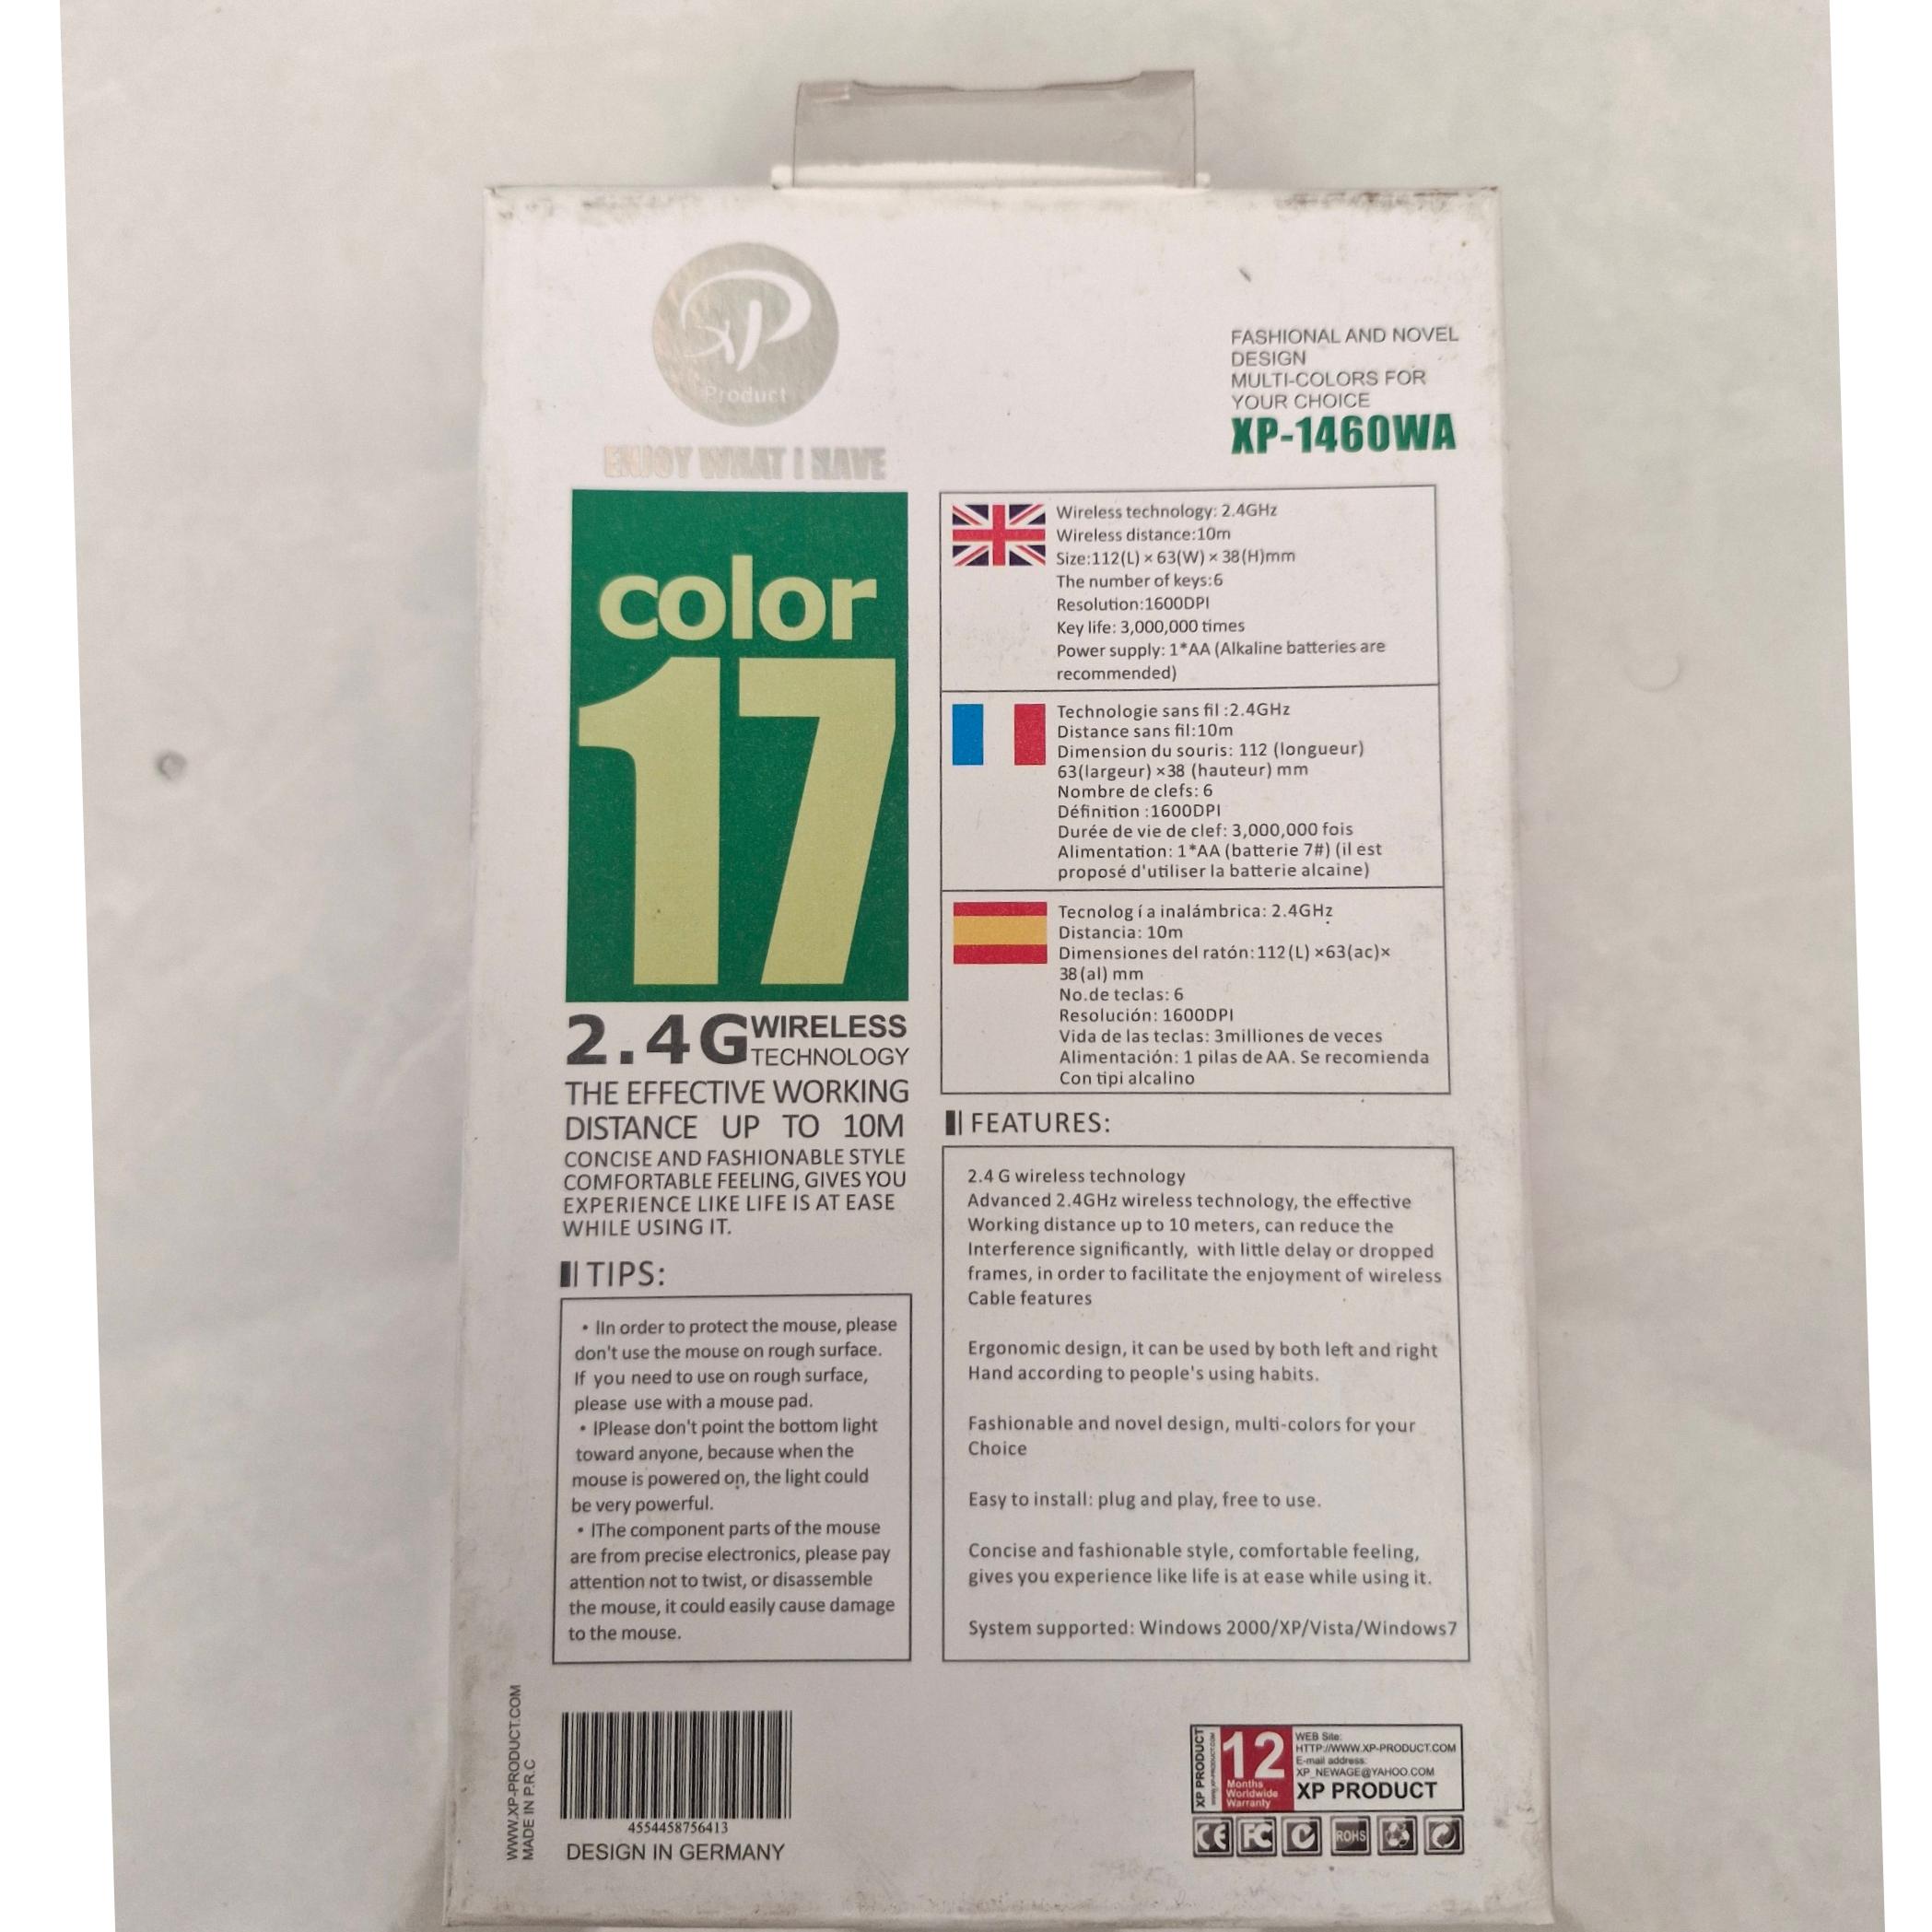 XP
Product
ENJOY WHAT I HAVE
FASHIONAL AND NOVEL
DESIGN
MULTI-COLORS FOR
YOUR CHOICE
XP-1460WA
color
17
2.4G WIRELESS
TECHNOLOGY
THE EFFECTIVE WORKING
DISTANCE UP TO 10M
CONCISE AND FASHIONABLE STYLE
COMFORTABLE FEELING, GIVES YOU
EXPERIENCE LIKE LIFE IS AT EASE
WHILE USING IT.
TIPS:
• lIn order to protect the mouse, please
don't use the mouse on rough surface.
If you need to use on rough surface,
please use with a mouse pad.
• lPlease don't point the bottom light
toward anyone, because when the
mouse is powered on, the light could
be very powerful.
• lThe component parts of the mouse
are from precise electronics, please pay
attention not to twist, or disassemble
the mouse, it could easily cause damage
to the mouse.
Wireless technology: 2.4GHz
Wireless distance:10m
Size:112(L) × 63(W) × 38(H)mm
The number of keys:6
Resolution:1600DPI
Key life: 3,000,000 times
Power supply: 1*AA (Alkaline batteries are
recommended)
Technologie sans fil :2.4GHz
Distance sans fil:10m
Dimension du souris: 112 (longueur)
63(largeur) ×38 (hauteur) mm
Nombre de clefs: 6
Définition :1600DPI
Durée de vie de clef: 3,000,000 fois
Alimentation: 1*AA (batterie 7#) (il est
proposé d'utiliser la batterie alcaine)
Tecnolog í a inalámbrica: 2.4GHz
Distancia: 10m
Dimensiones del ratón:112(L) ×63(ac)×
38(al) mm
No.de teclas: 6
Resolución: 1600DPI
Vida de las teclas: 3milliones de veces
Alimentación: 1 pilas de AA. Se recomienda
Con tipi alcalino
FEATURES:
2.4 G wireless technology
Advanced 2.4GHz wireless technology, the effective
Working distance up to 10 meters, can reduce the
Interference significantly, with little delay or dropped
frames, in order to facilitate the enjoyment of wireless
Cable features
Ergonomic design, it can be used by both left and right
Hand according to people's using habits.
Fashionable and novel design, multi-colors for your
Choice
Easy to install: plug and play, free to use.
Concise and fashionable style, comfortable feeling,
gives you experience like life is at ease while using it.
System supported: Windows 2000/XP/Vista/Windows7
WWW.XP-PRODUCT.COM
MADE IN P.R.C
4554458756413
DESIGN IN GERMANY
XP PRODUCT
www.XP-PRODUCT.COM
12
Months
Worldwide
Warranty
WEB Site:
HTTP://WWW.XP-PRODUCT.COM
E-mail address:
XP_NEWAGE@YAHOO.COM
XP PRODUCT
CE FC ROHS